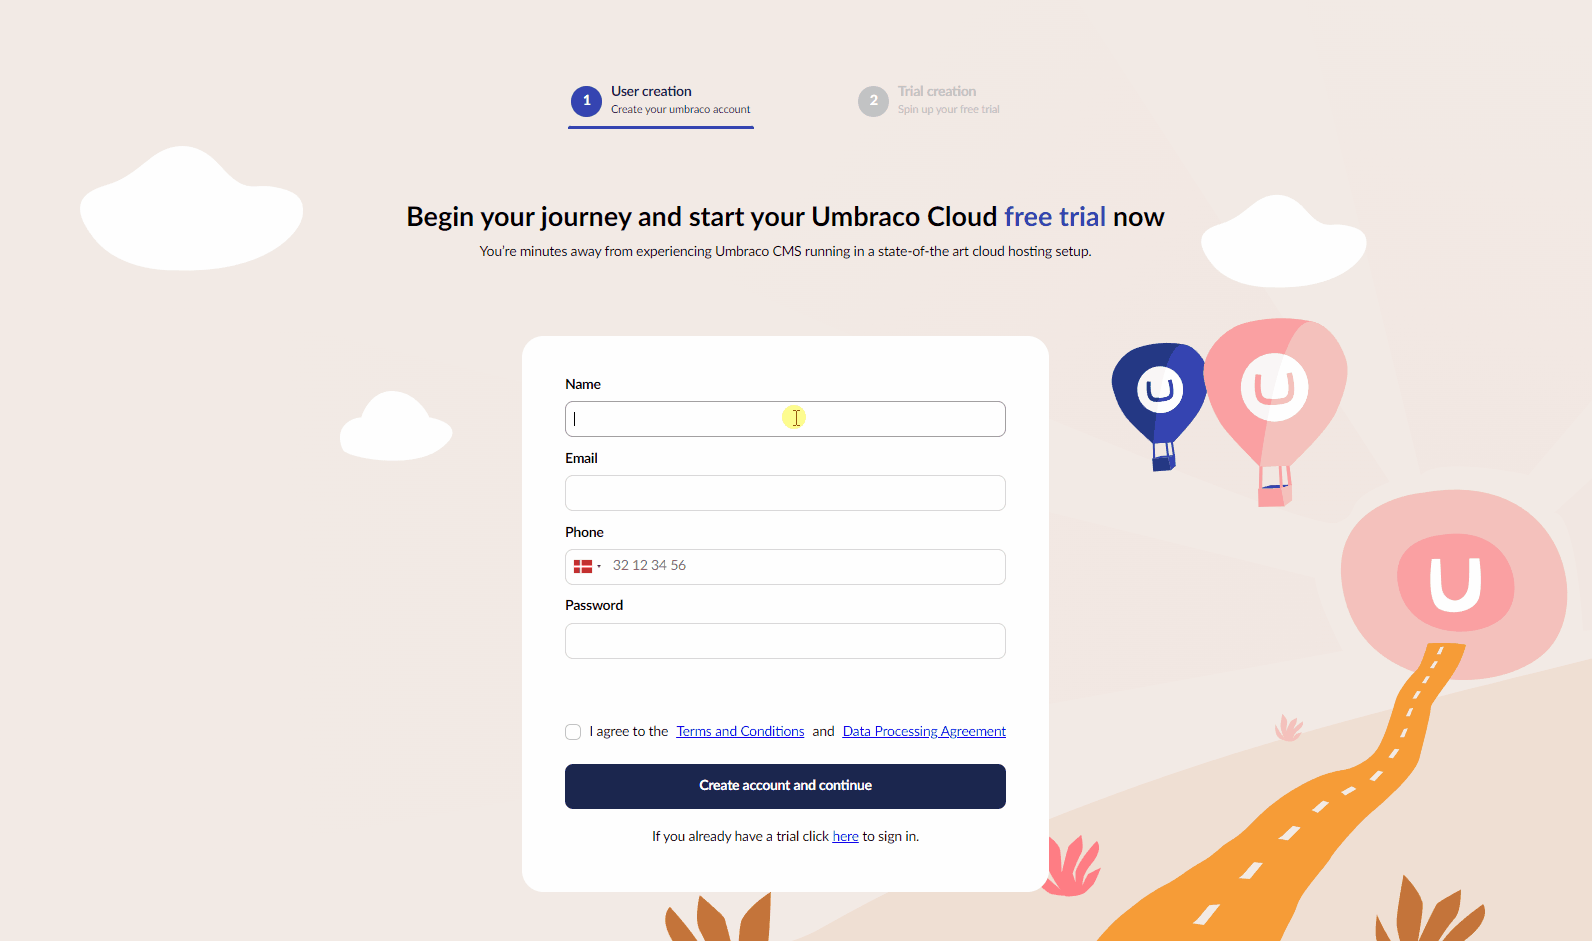 1 User creation
Create your umbraco account
2 Trial creation
Spin up your free trial
Begin your journey and start your Umbraco Cloud free trial now
You're minutes away from experiencing Umbraco CMS running in a state-of-the art cloud hosting setup.
Name
Email
Phone
32 12 34 56
Password
I agree to the Terms and Conditions and Data Processing Agreement
Create account and continue
If you already have a trial click here to sign in.
U
U
U